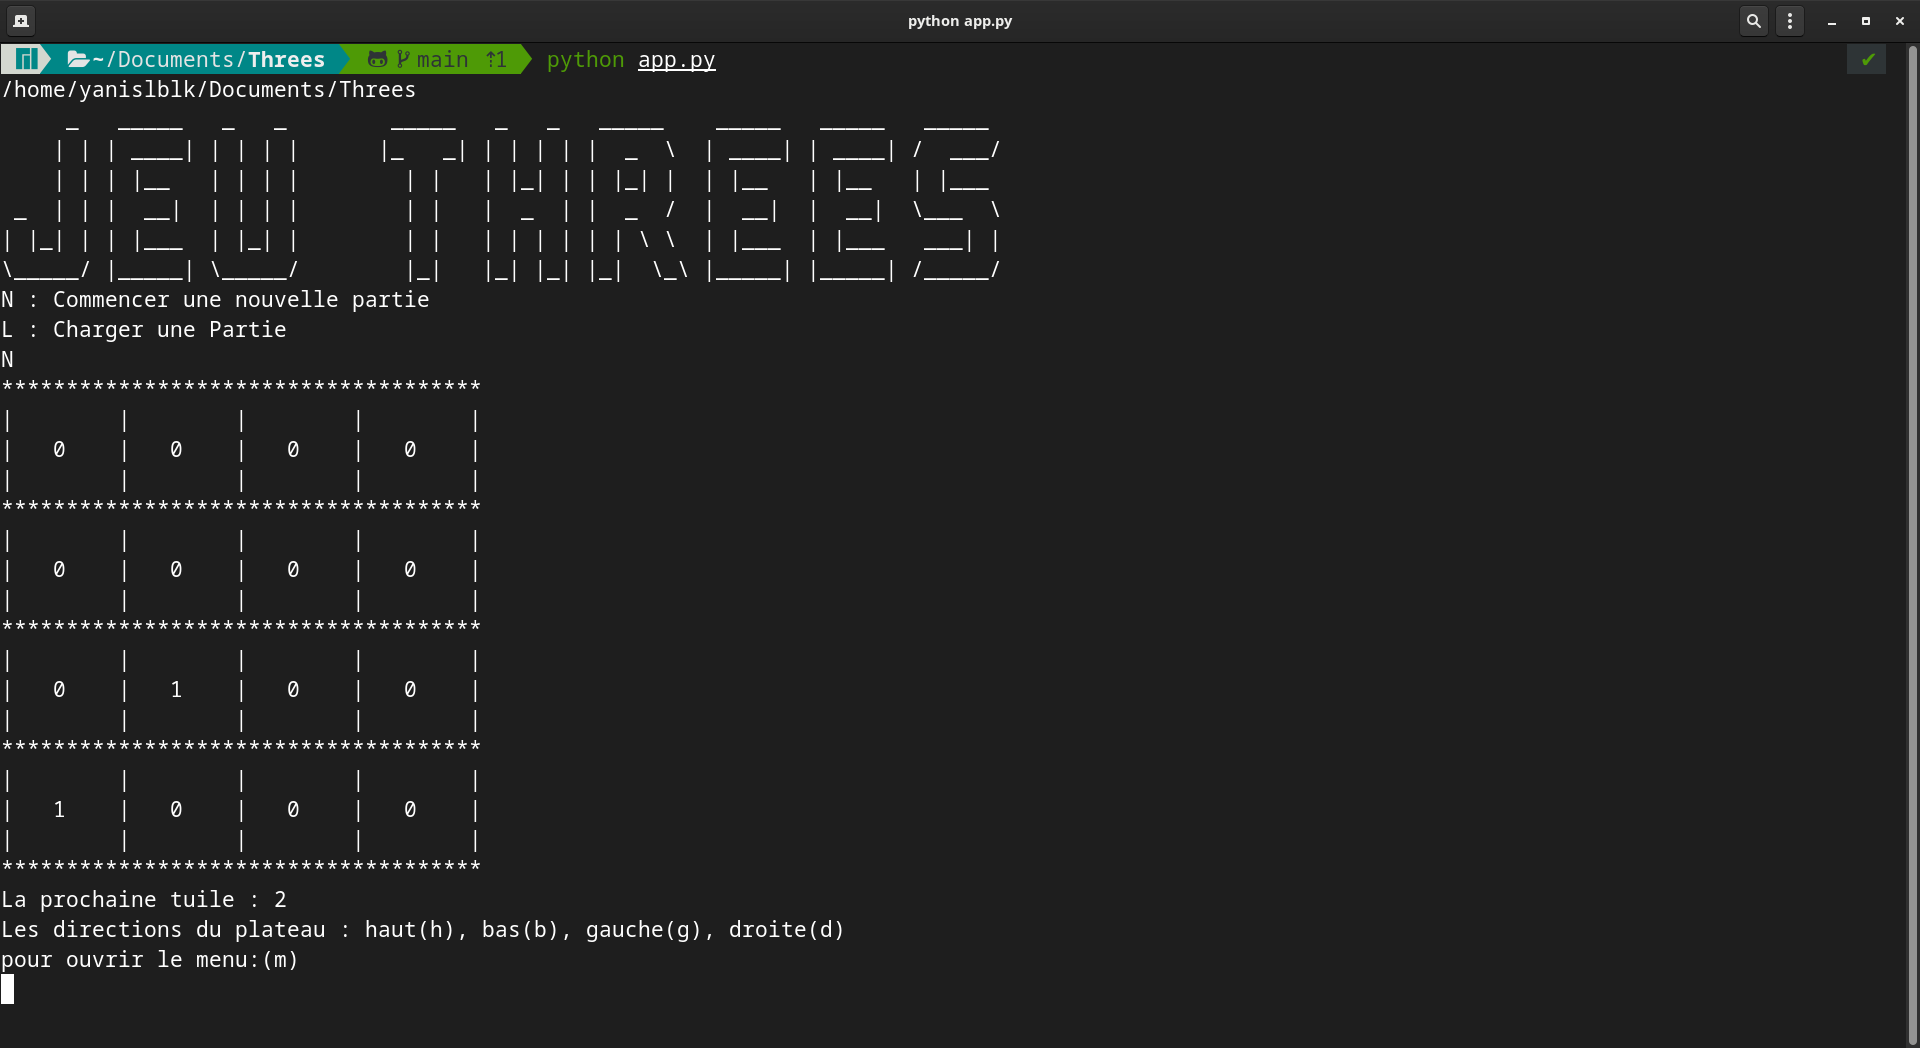 python app.py
~/Documents/Threes main ⇡1 python app.py ✔
/home/yanislblk/Documents/Threes
JEU THREES
N : Commencer une nouvelle partie
L : Charger une Partie
N
*************************************
|        |        |        |        |
|   0    |   0    |   0    |   0    |
|        |        |        |        |
*************************************
|        |        |        |        |
|   0    |   0    |   0    |   0    |
|        |        |        |        |
*************************************
|        |        |        |        |
|   0    |   1    |   0    |   0    |
|        |        |        |        |
*************************************
|        |        |        |        |
|   1    |   0    |   0    |   0    |
|        |        |        |        |
*************************************
La prochaine tuile : 2
Les directions du plateau : haut(h), bas(b), gauche(g), droite(d)
pour ouvrir le menu:(m)